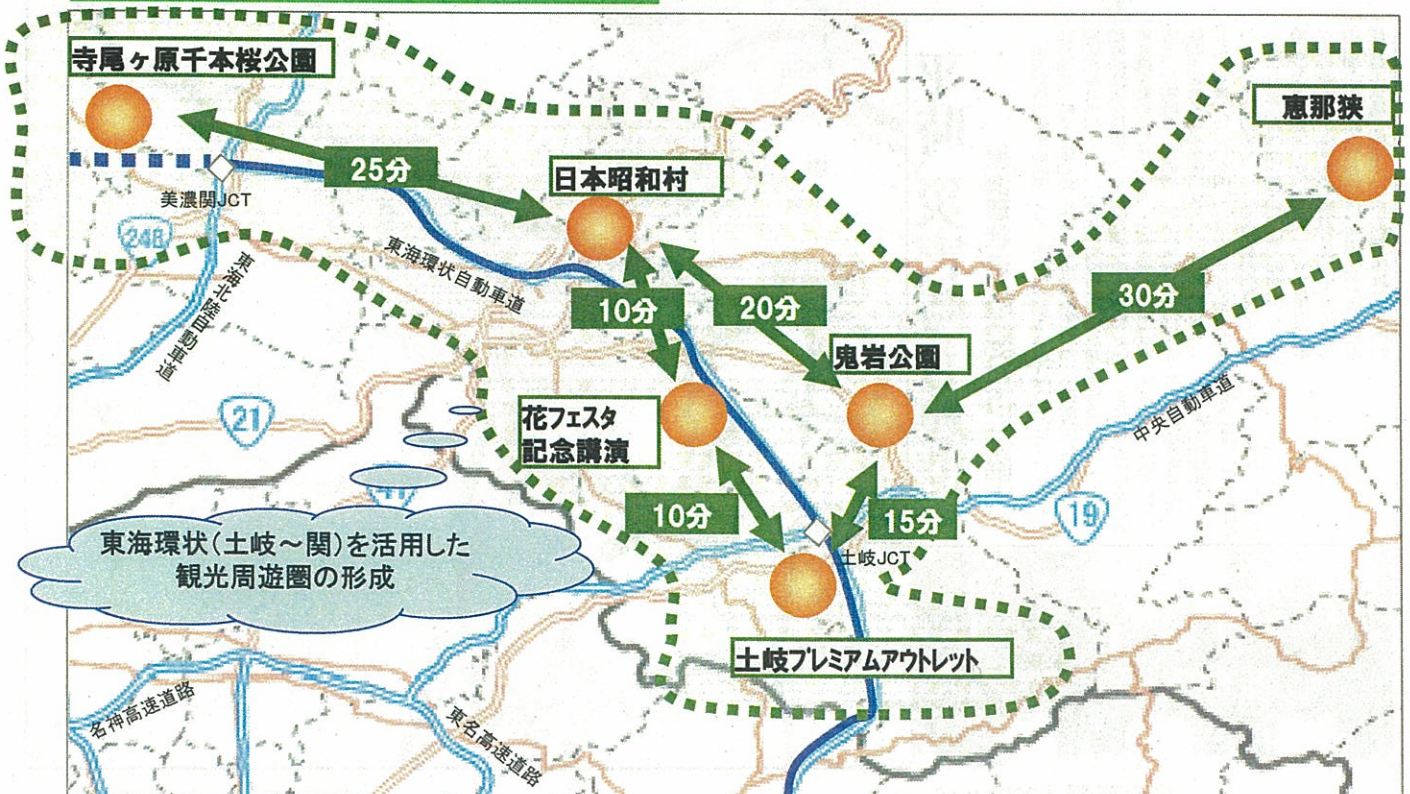 寺尾ヶ原千本桜公園
恵那狭
25分
日本昭和村
美濃関JCT
248
東海環状自動車道
東海北陸自動車道
10分
20分
30分
鬼岩公園
21
花フェスタ
記念講演
中央自動車道
10分
15分
19
土岐JCT
東海環状(土岐～関)を活用した
観光周遊圏の形成
土岐プレミアムアウトレット
名神高速道路
東名高速道路